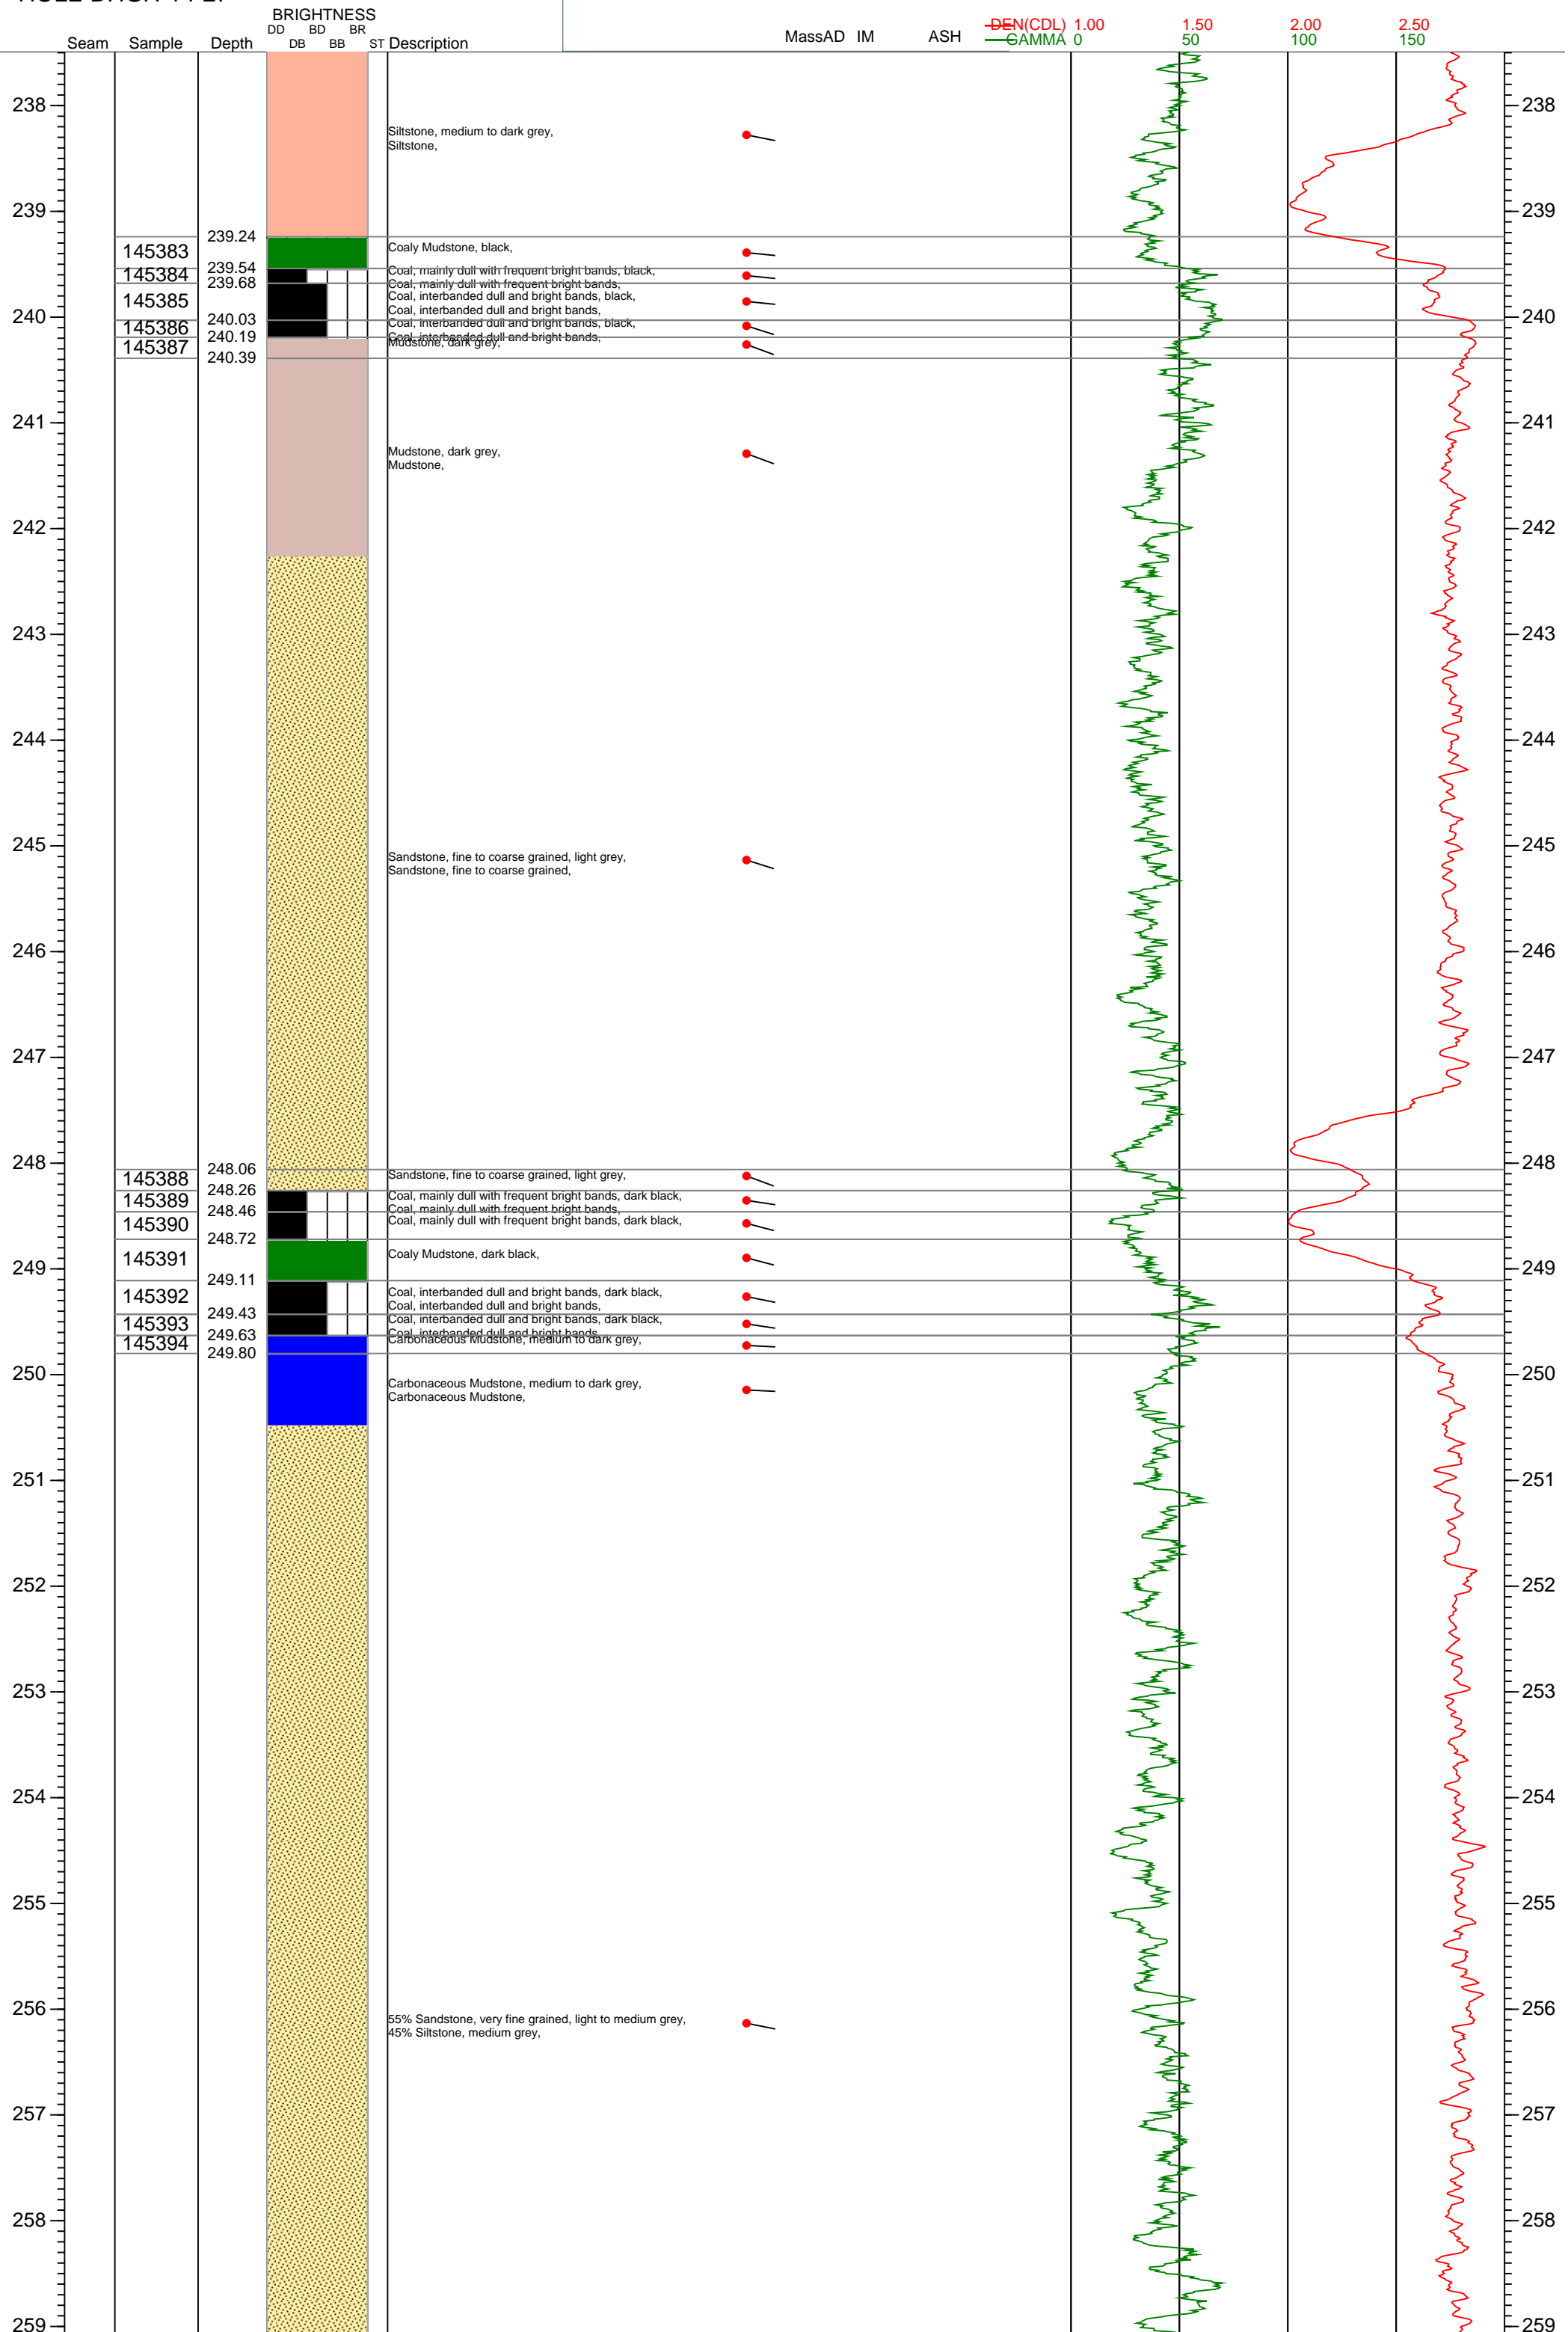 BRIGHTNESS
DD BD BR
DB BB ST
Seam Sample Depth Description MassAD IM ASH
DEN(CDL) 1.00 1.50 2.00 2.50
GAMMA 0 50 100 150
238 238
Siltstone, medium to dark grey,
Siltstone,
239 239
239.24
145383 Coaly Mudstone, black,
239.54
145384 Coal, mainly dull with frequent bright bands, black,
239.68 Coal, mainly dull with frequent bright bands,
145385 Coal, interbanded dull and bright bands, black,
Coal, interbanded dull and bright bands,
240 240.03 240
145386 Coal, interbanded dull and bright bands, black,
240.19 Coal, interbanded dull and bright bands,
145387 Mudstone, dark grey,
240.39
241 241
Mudstone, dark grey,
Mudstone,
242 242
243 243
244 244
245 245
Sandstone, fine to coarse grained, light grey,
Sandstone, fine to coarse grained,
246 246
247 247
248 248
248.06
145388 Sandstone, fine to coarse grained, light grey,
248.26
145389 Coal, mainly dull with frequent bright bands, dark black,
248.46 Coal, mainly dull with frequent bright bands,
145390 Coal, mainly dull with frequent bright bands, dark black,
248.72
145391 Coaly Mudstone, dark black,
249 249
249.11
145392 Coal, interbanded dull and bright bands, dark black,
Coal, interbanded dull and bright bands,
249.43
145393 Coal, interbanded dull and bright bands, dark black,
249.63 Coal, interbanded dull and bright bands,
145394 Carbonaceous Mudstone, medium to dark grey,
249.80
250 250
Carbonaceous Mudstone, medium to dark grey,
Carbonaceous Mudstone,
251 251
252 252
253 253
254 254
255 255
256 256
55% Sandstone, very fine grained, light to medium grey,
45% Siltstone, medium grey,
257 257
258 258
259 259